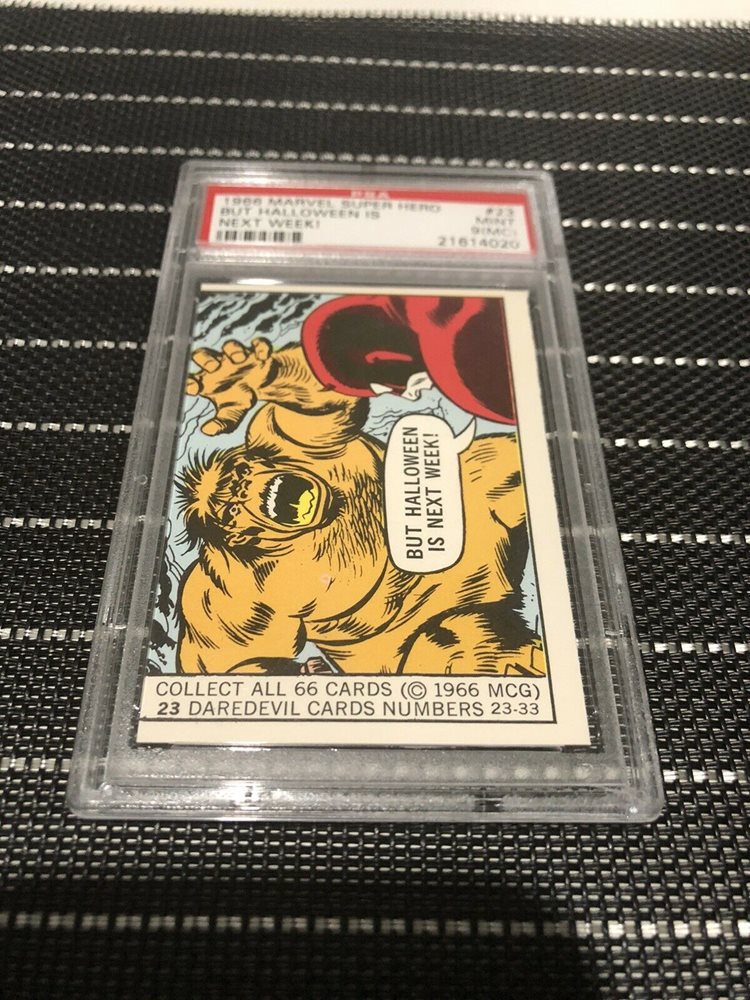 PSA
1966 MARVEL SUPER HERO #23
BUT HALLOWEEN IS MINT
NEXT WEEK! 9(MC)
21614020
BUT HALLOWEEN
IS NEXT WEEK!
COLLECT ALL 66 CARDS (© 1966 MCG)
23 DAREDEVIL CARDS NUMBERS 23-33